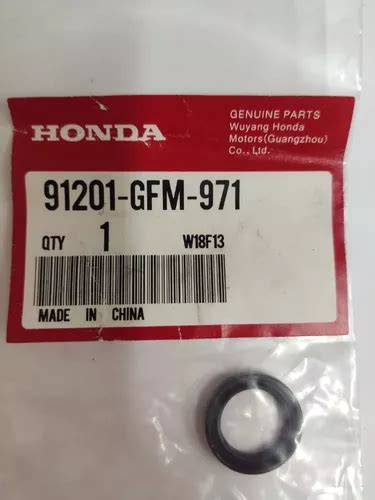 HONDA
GENUINE PARTS
Wuyang Honda
Motors(Guangzhou)
Co., Ltd.
91201-GFM-971
QTY 1 W18F13
MADE IN CHINA